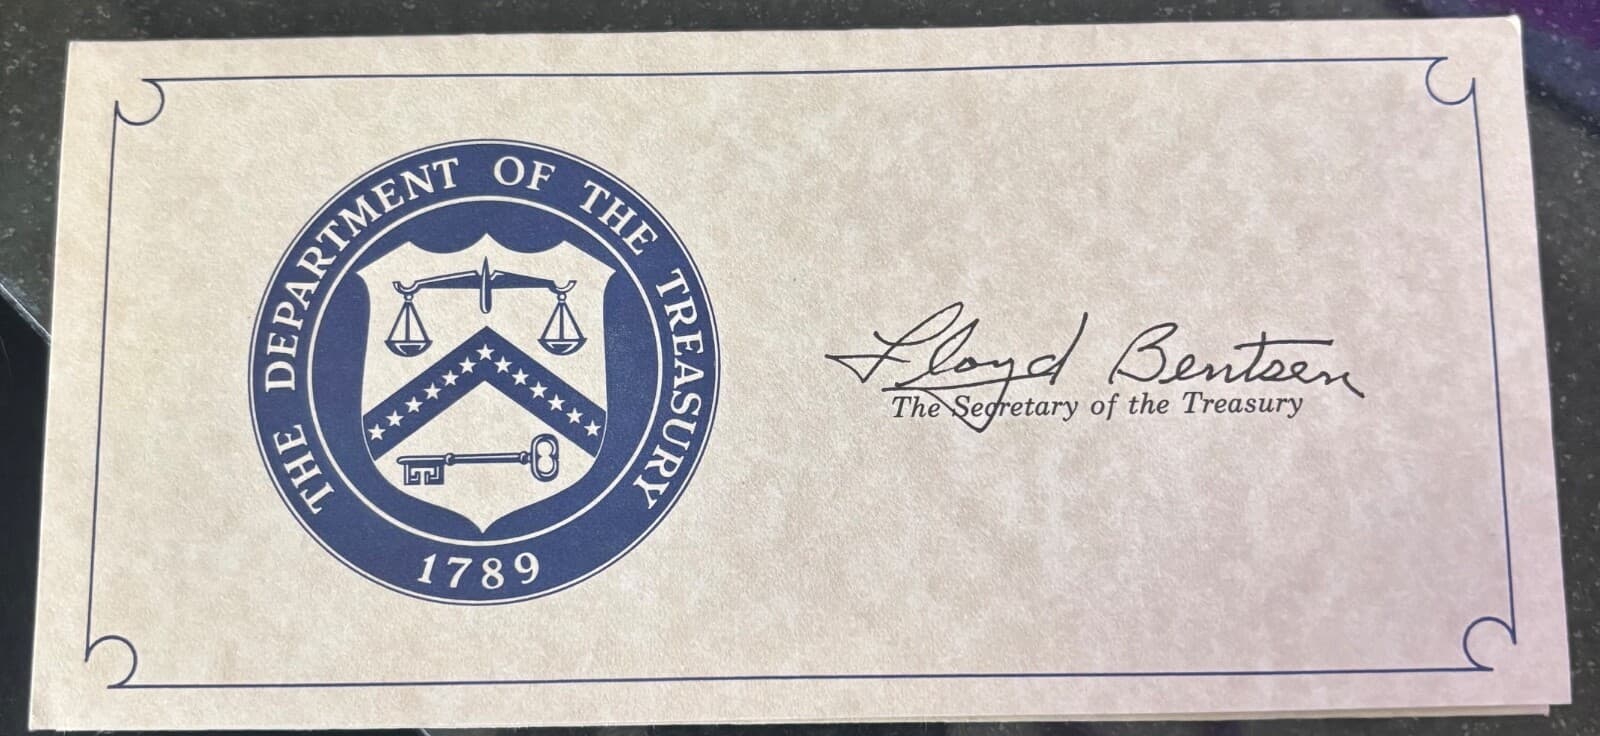 THE DEPARTMENT OF THE TREASURY
1789
Lloyd Bentsen
The Secretary of the Treasury